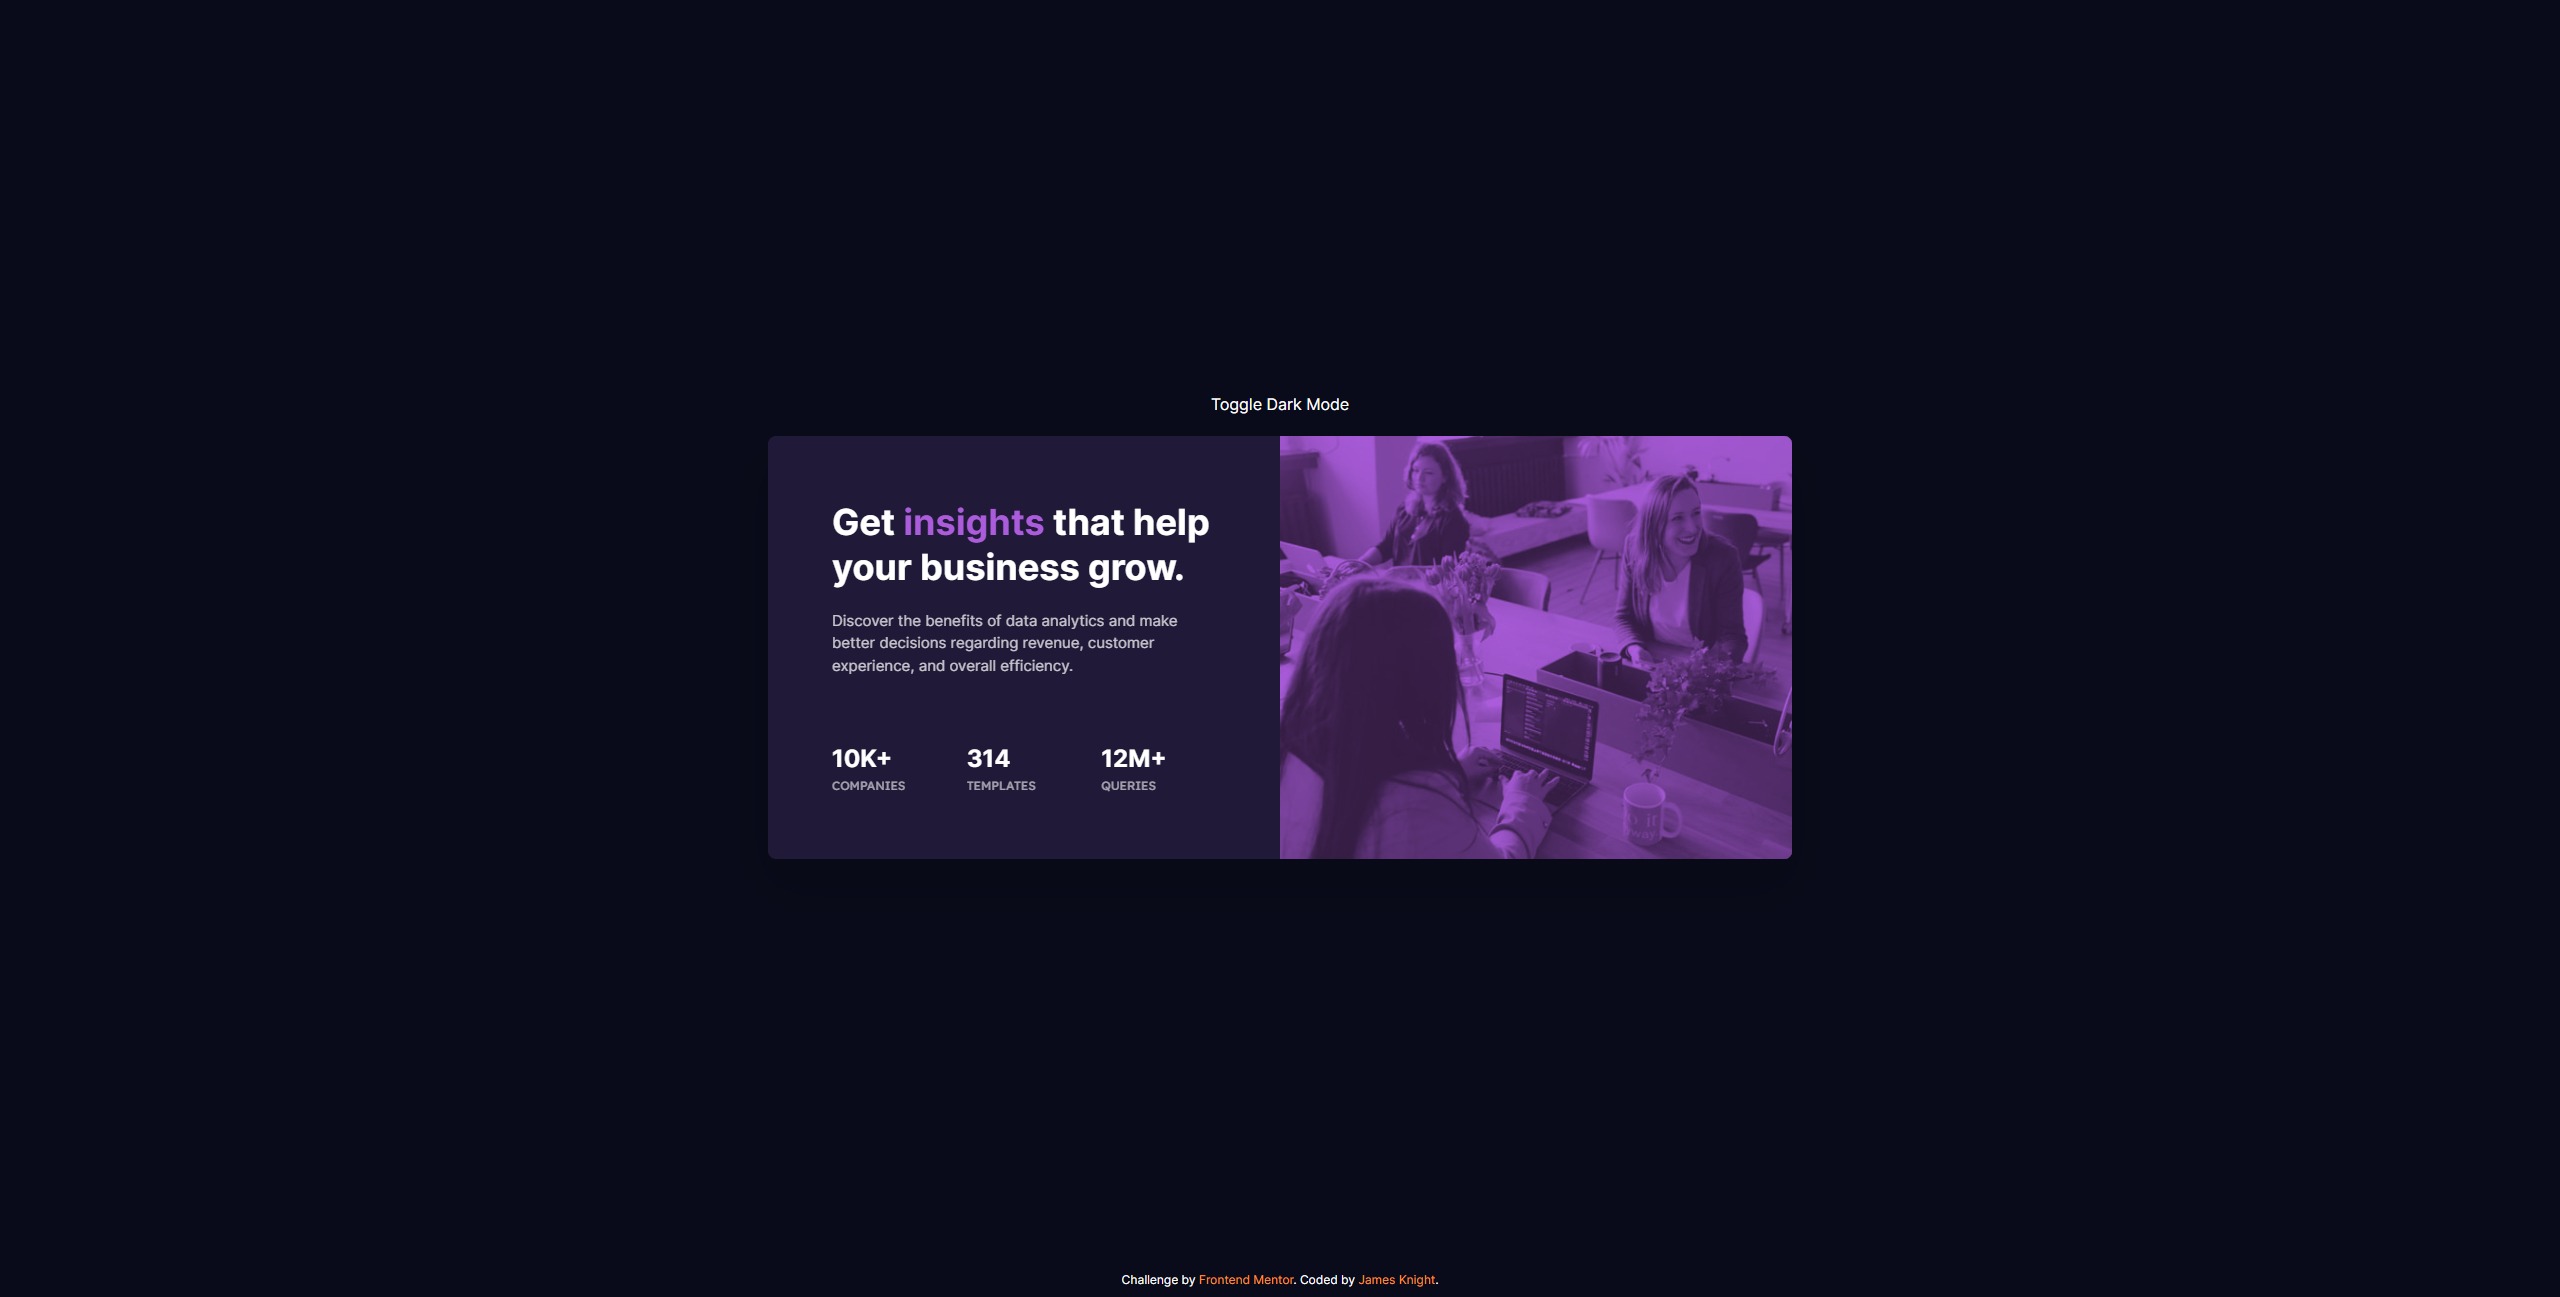 Toggle Dark Mode
Get insights that help
your business grow.
Discover the benefits of data analytics and make
better decisions regarding revenue, customer
experience, and overall efficiency.
10K+ 314 12M+
COMPANIES TEMPLATES QUERIES
Challenge by Frontend Mentor. Coded by James Knight.